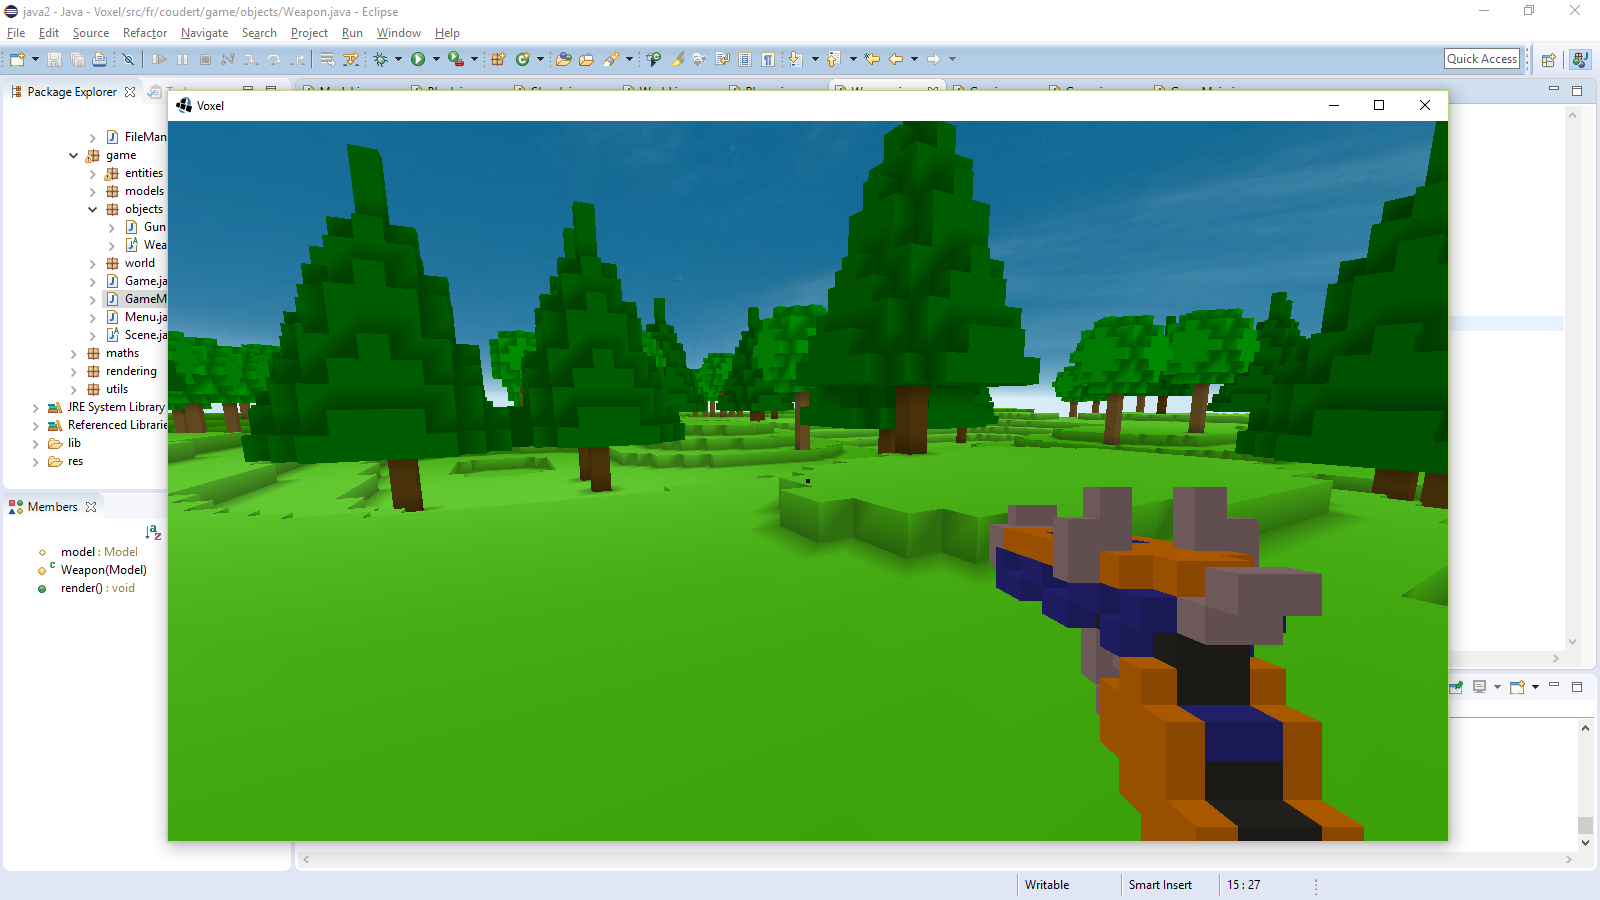 java2 - Java - Voxel/src/fr/coudert/game/objects/Weapon.java - Eclipse
File Edit Source Refactor Navigate Search Project Run Window Help
Quick Access
Package Explorer
Voxel
FileMan
game
entities
models
objects
Gun
Wea
world
Game.ja
GameM
Menu.ja
Scene.ja
maths
rendering
utils
JRE System Library
Referenced Librarie
lib
res
Members
model : Model
Weapon(Model)
render() : void
Writable Smart Insert 15 : 27